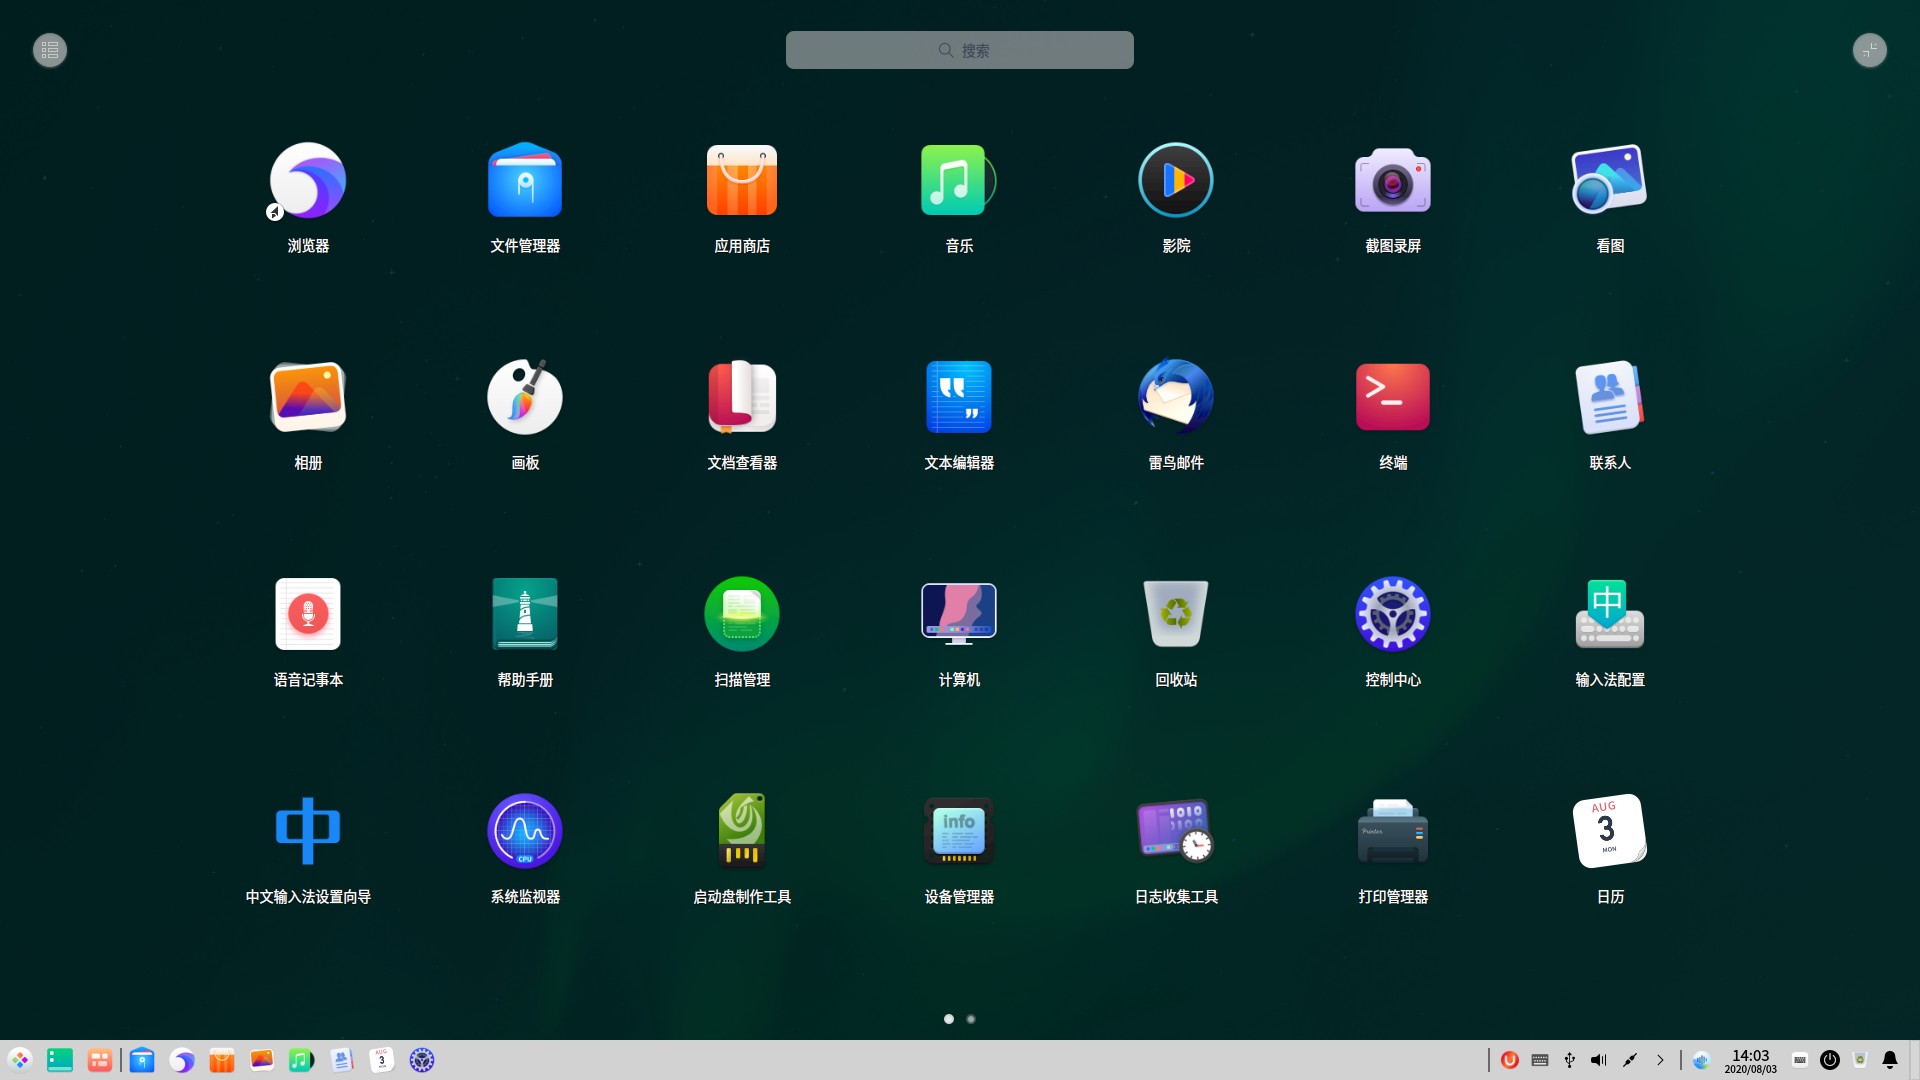 搜索
浏览器
文件管理器
应用商店
音乐
影院
截图录屏
看图
相册
画板
文档查看器
文本编辑器
雷鸟邮件
>_
终端
联系人
语音记事本
帮助手册
扫描管理
计算机
回收站
控制中心
中
输入法配置
中
中文输入法设置向导
CPU
系统监视器
启动盘制作工具
info
设备管理器
1010
日志收集工具
Printer
打印管理器
AUG
3
MON
日历
AUG
3
MON
U
14:03
2020/08/03